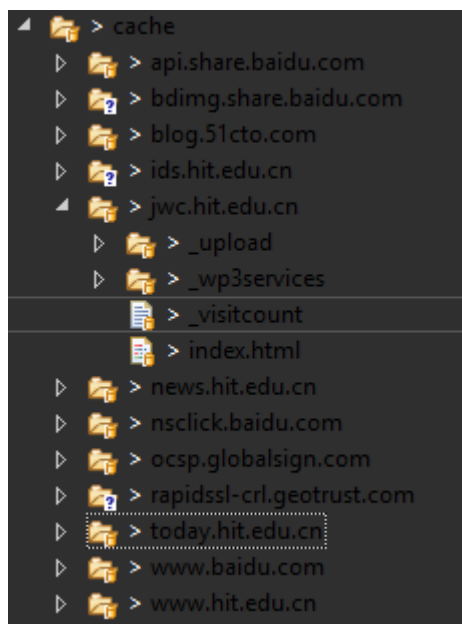 > cache
> api.share.baidu.com
> bdimg.share.baidu.com
> blog.51cto.com
> ids.hit.edu.cn
> jwc.hit.edu.cn
> _upload
> _wp3services
> _visitcount
> index.html
> news.hit.edu.cn
> nsclick.baidu.com
> ocsp.globalsign.com
> rapidssl-crl.geotrust.com
> today.hit.edu.cn
> www.baidu.com
> www.hit.edu.cn